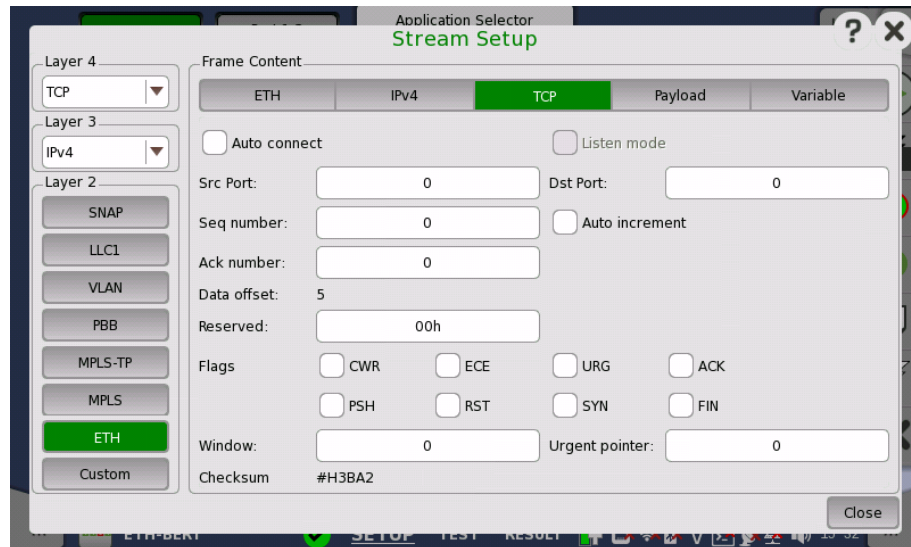 Application Selector
Stream Setup
? X
Layer 4
TCP
Layer 3
IPv4
Layer 2
SNAP
LLC1
VLAN
PBB
MPLS-TP
MPLS
ETH
Custom
Frame Content
ETH IPv4 TCP Payload Variable
Auto connect Listen mode
Src Port: 0 Dst Port: 0
Seq number: 0 Auto increment
Ack number: 0
Data offset: 5
Reserved: 00h
Flags CWR ECE URG ACK
PSH RST SYN FIN
Window: 0 Urgent pointer: 0
Checksum #H3BA2
Close
ETH-BERT SETUP TEST RESULT